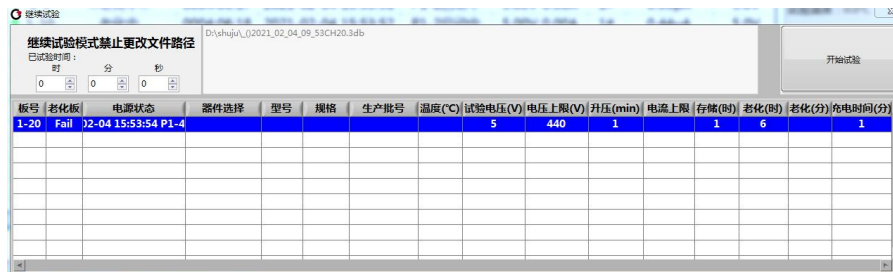 继续试验
继续试验模式禁止更改文件路径
D:\shuju\_()2021_02_04_09_53CH20.3db
已试验时间：
时 分 秒
0 0 0
开始试验
板号 老化板 电源状态 器件选择 型号 规格 生产批号 温度(℃) 试验电压(V) 电压上限(V) 升压(min) 电流上限 存储(时) 老化(时) 老化(分) 充电时间(分)
1-20 Fail 02-04 15:53:54 P1-4 5 440 1 1 6 1